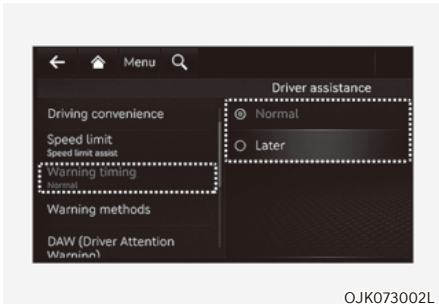 Menu
Driver assistance
Driving convenience
Speed limit
Speed limit assist
Warning timing
Normal
Warning methods
DAW (Driver Attention
Warning)
Normal
Later
OJK073002L